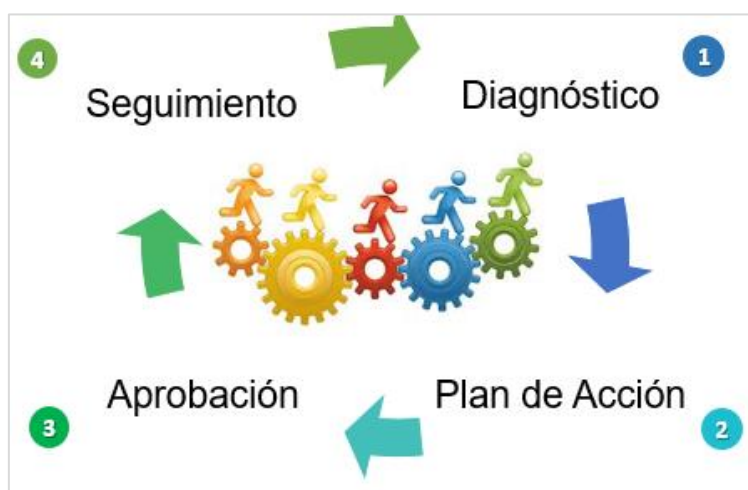 4
1
Seguimiento
Diagnóstico
Aprobación
Plan de Acción
3
2